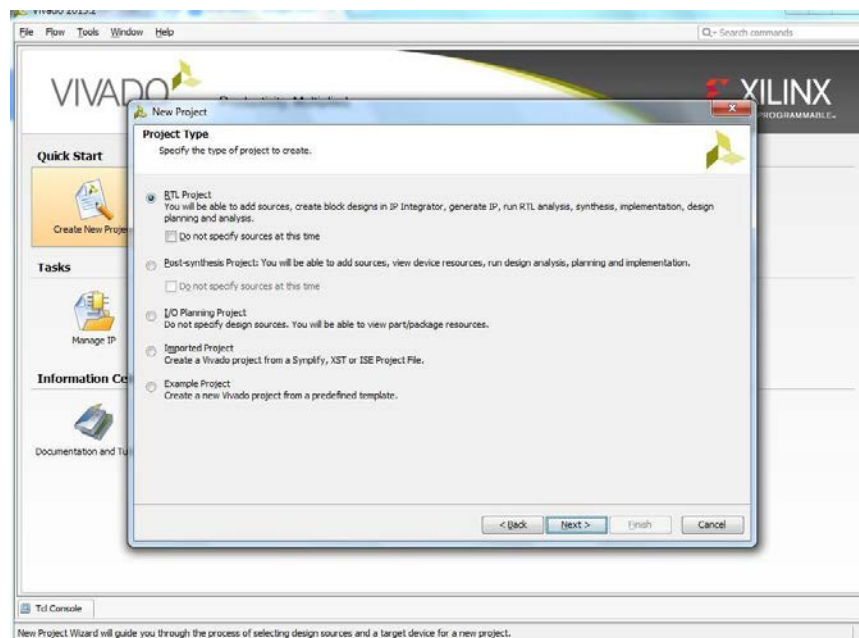 Vivado 2015.2
File Flow Tools Window Help
Q- Search commands
VIVADO
XILINX
PROGRAMMABLE.
New Project
Project Type
Specify the type of project to create.
Quick Start
RTL Project
You will be able to add sources, create block designs in IP Integrator, generate IP, run RTL analysis, synthesis, implementation, design
planning and analysis.
Create New Proje
Do not specify sources at this time
Tasks
Post-synthesis Project: You will be able to add sources, view device resources, run design analysis, planning and implementation.
Do not specify sources at this time
I/O Planning Project
Do not specify design sources. You will be able to view part/package resources.
Manage IP
Imported Project
Create a Vivado project from a Synplify, XST or ISE Project File.
Information Ce
Example Project
Create a new Vivado project from a predefined template.
Documentation and Tu
< Back Next > Finish Cancel
Tcl Console
New Project Wizard will guide you through the process of selecting design sources and a target device for a new project.